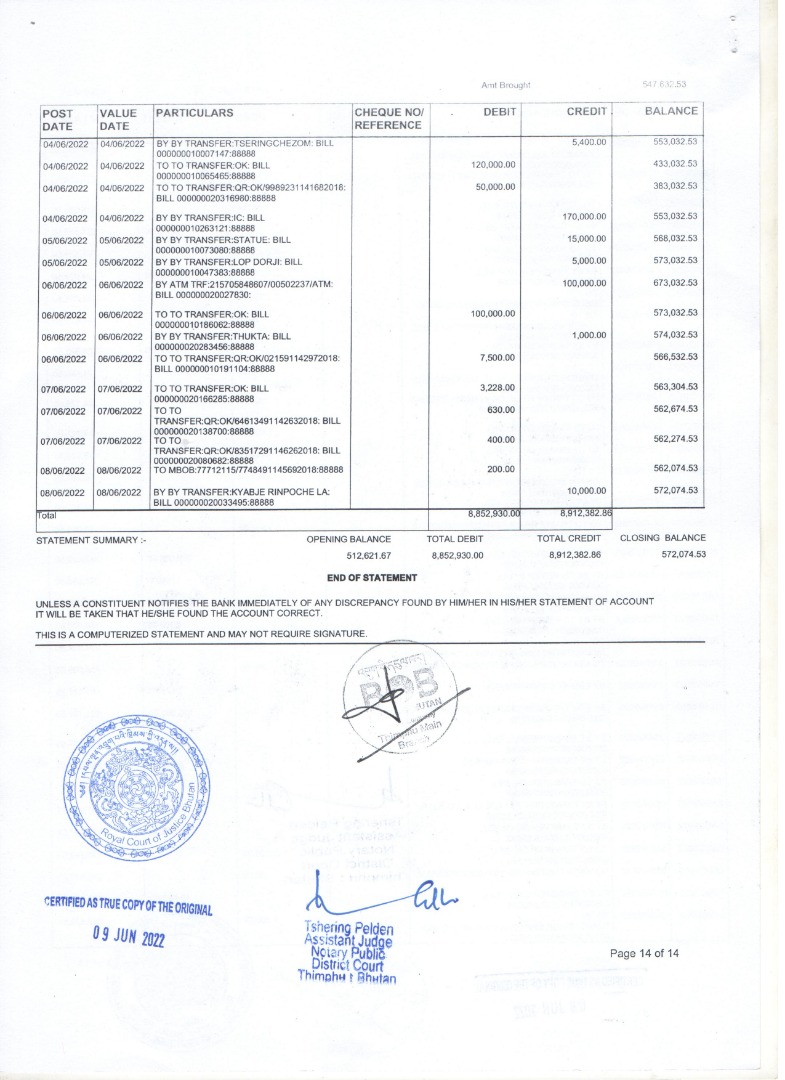 Amt Brought 547,632.53
POST DATE VALUE DATE PARTICULARS CHEQUE NO/ REFERENCE DEBIT CREDIT BALANCE
04/06/2022 04/06/2022 BY BY TRANSFER:TSERINGCHEZOM: BILL 5,400.00 553,032.53
000000010007147:88888
04/06/2022 04/06/2022 TO TO TRANSFER:OK: BILL 120,000.00 433,032.53
000000010065465:88888
04/06/2022 04/06/2022 TO TO TRANSFER:QR:OK/9989231141682018: 50,000.00 383,032.53
BILL 000000020316980:88888
04/06/2022 04/06/2022 BY BY TRANSFER:IC: BILL 170,000.00 553,032.53
000000010263121:88888
05/06/2022 05/06/2022 BY BY TRANSFER:STATUE: BILL 15,000.00 568,032.53
000000010073080:88888
05/06/2022 05/06/2022 BY BY TRANSFER:LOP DORJI: BILL 5,000.00 573,032.53
000000010047383:88888
06/06/2022 06/06/2022 BY ATM TRF:215705848607/00502237/ATM: 100,000.00 673,032.53
BILL 000000020027830:
06/06/2022 06/06/2022 TO TO TRANSFER:OK: BILL 100,000.00 573,032.53
000000010186062:88888
06/06/2022 06/06/2022 BY BY TRANSFER:THUKTA: BILL 1,000.00 574,032.53
000000020283456:88888
06/06/2022 06/06/2022 TO TO TRANSFER:QR:OK/021591142972018: 7,500.00 566,532.53
BILL 000000010191104:88888
07/06/2022 07/06/2022 TO TO TRANSFER:OK: BILL 3,228.00 563,304.53
000000020166285:88888
07/06/2022 07/06/2022 TO TO 630.00 562,674.53
TRANSFER:QR:OK/64613491142632018: BILL
000000020138700:88888
07/06/2022 07/06/2022 TO TO 400.00 562,274.53
TRANSFER:QR:OK/83517291146262018: BILL
000000020080682:88888
08/06/2022 08/06/2022 TO MBOB:77712115/7748491145692018:88888 200.00 562,074.53
08/06/2022 08/06/2022 BY BY TRANSFER:KYABJE RINPOCHE LA: 10,000.00 572,074.53
BILL 000000020033495:88888
Total 8,852,930.00 8,912,382.86
STATEMENT SUMMARY :- OPENING BALANCE TOTAL DEBIT TOTAL CREDIT CLOSING BALANCE
512,621.67 8,852,930.00 8,912,382.86 572,074.53
END OF STATEMENT
UNLESS A CONSTITUENT NOTIFIES THE BANK IMMEDIATELY OF ANY DISCREPANCY FOUND BY HIM/HER IN HIS/HER STATEMENT OF ACCOUNT
IT WILL BE TAKEN THAT HE/SHE FOUND THE ACCOUNT CORRECT.
THIS IS A COMPUTERIZED STATEMENT AND MAY NOT REQUIRE SIGNATURE.
Thimphu Main
Branch
Royal Court of Justice Bhutan
CERTIFIED AS TRUE COPY OF THE ORIGINAL
09 JUN 2022
Tshering Pelden
Assistant Judge
Notary Public
District Court
Thimphu : Bhutan
Page 14 of 14